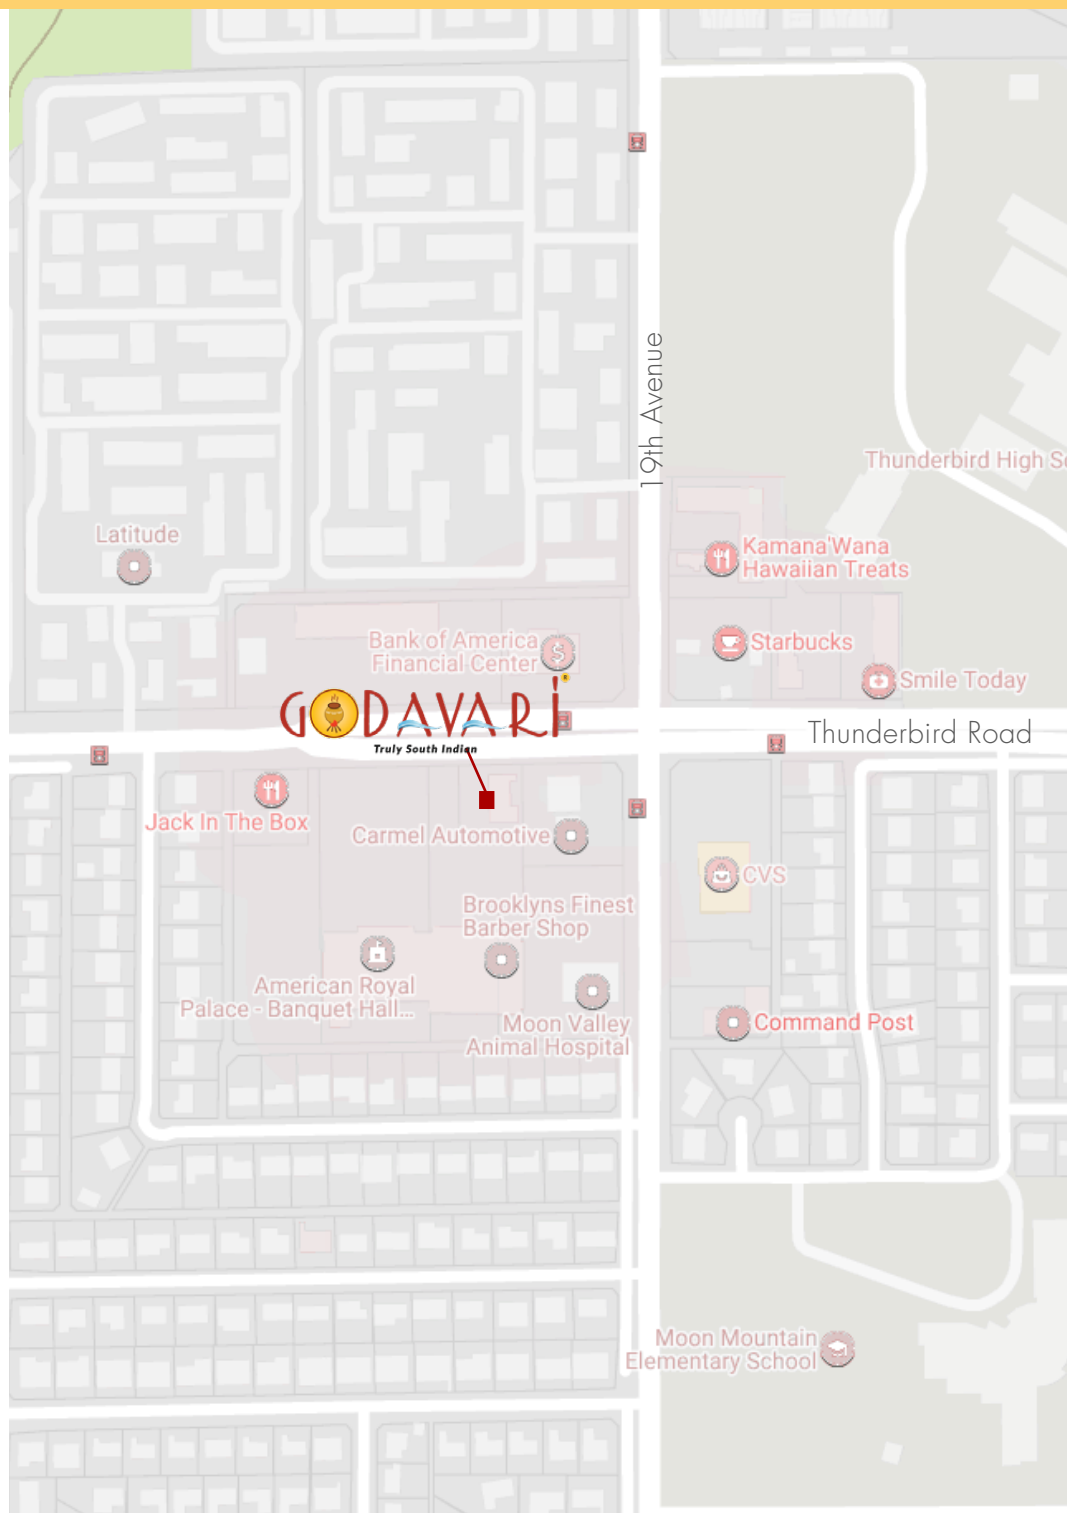 19th Avenue
Thunderbird High S
Latitude
Kamana'Wana
Hawaiian Treats
Bank of America
Financial Center
Starbucks
Smile Today
GODAVARI®
Truly South Indian
Thunderbird Road
Jack In The Box
Carmel Automotive
CVS
Brooklyns Finest
Barber Shop
American Royal
Palace - Banquet Hall...
Moon Valley
Animal Hospital
Command Post
Moon Mountain
Elementary School